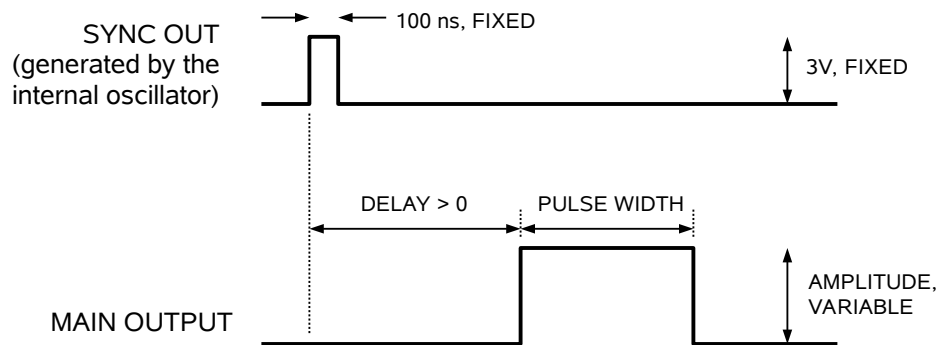 100 ns, FIXED
SYNC OUT
(generated by the
internal oscillator)
3V, FIXED
DELAY > 0
PULSE WIDTH
AMPLITUDE,
VARIABLE
MAIN OUTPUT